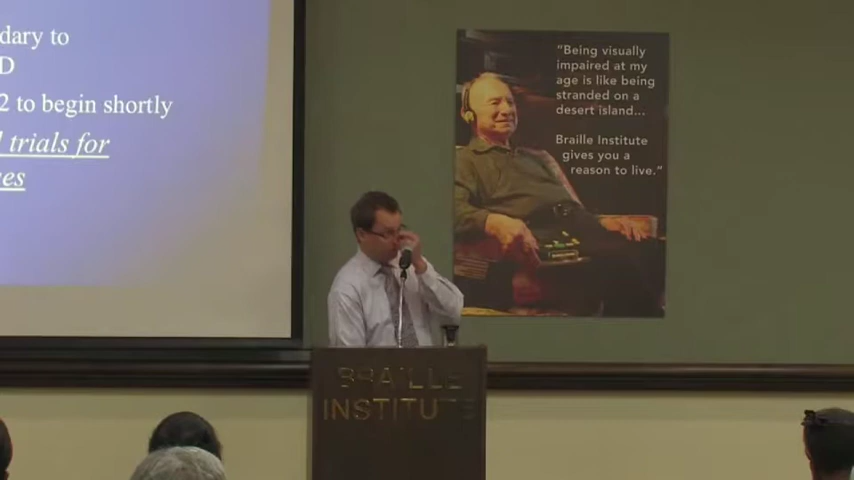 dary to
D
2 to begin shortly
l trials for
es
"Being visually
impaired at my
age is like being
stranded on a
desert island...
Braille Institute
gives you a
reason to live."
BRAILLE
INSTITUTE